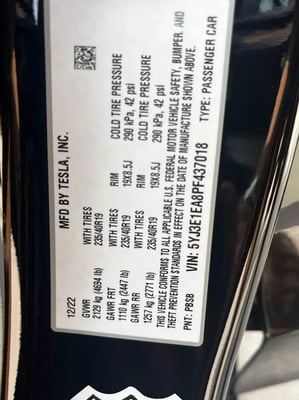 MFD BY TESLA, INC.
12/22
GVWR
2129 kg (4694 lb)
GAWR FRT WITH TIRES RIM COLD TIRE PRESSURE
1110 kg (2447 lb) 235/40R19 19X8.5J 290 kPa, 42 psi
GAWR RR WITH TIRES RIM COLD TIRE PRESSURE
1257 kg (2771 lb) 235/40R19 19X8.5J 290 kPa, 42 psi
THIS VEHICLE CONFORMS TO ALL APPLICABLE U.S. FEDERAL MOTOR VEHICLE SAFETY, BUMPER, AND
THEFT PREVENTION STANDARDS IN EFFECT ON THE DATE OF MANUFACTURE SHOWN ABOVE.
VIN: 5YJ3E1EA8PF437018 TYPE: PASSENGER CAR
PNT: PBSB